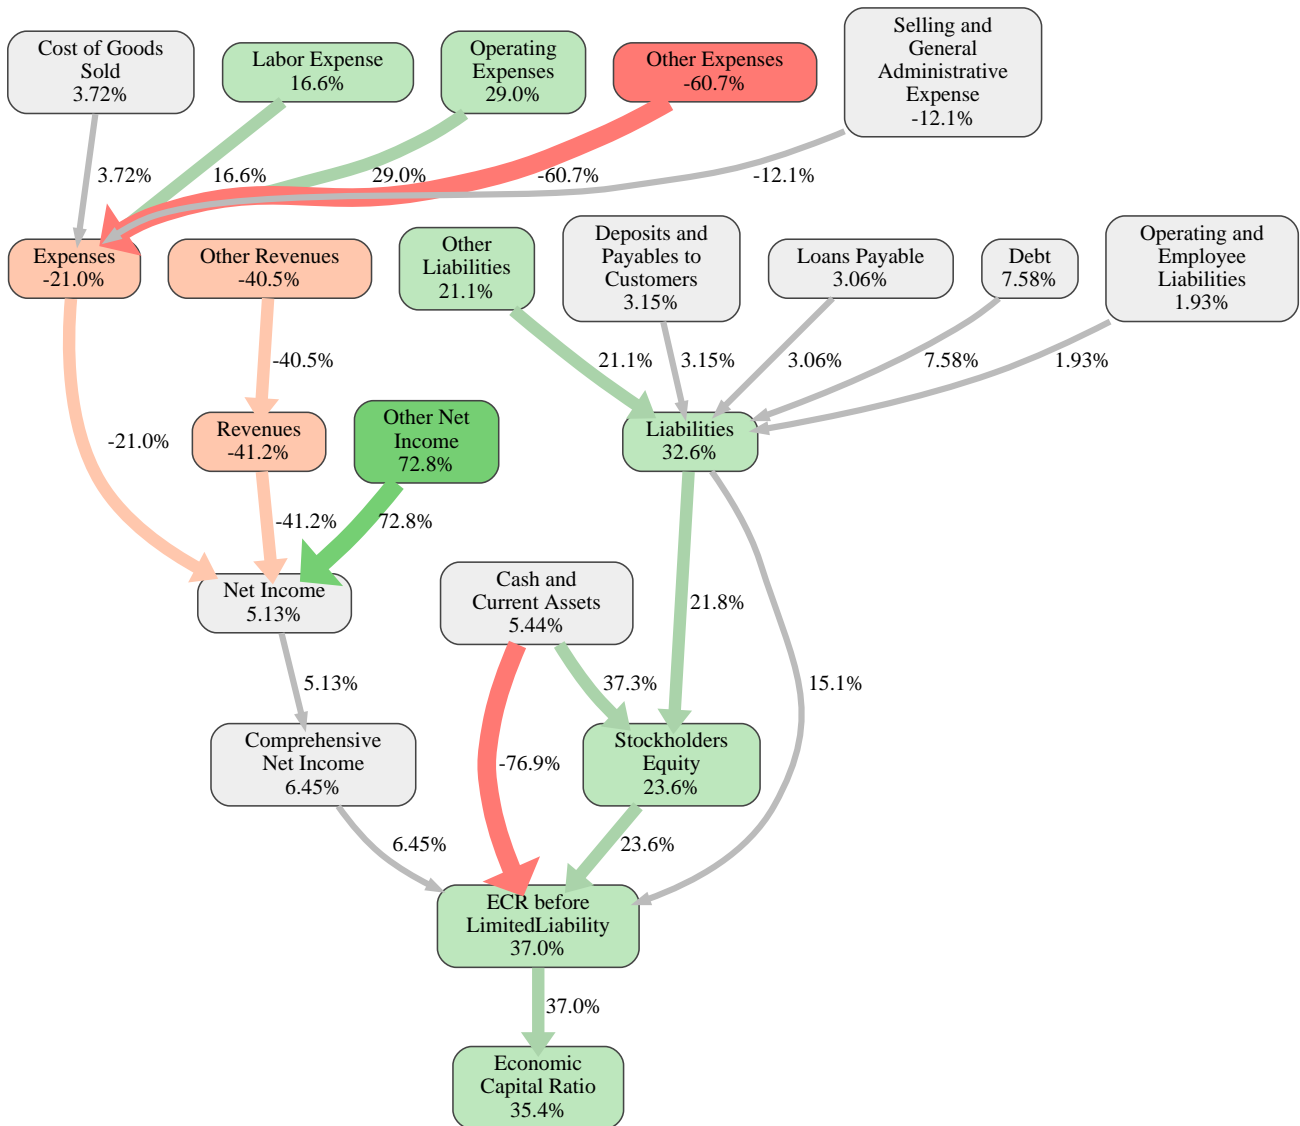 Cost of Goods
Sold
3.72%
Labor Expense
16.6%
Operating
Expenses
29.0%
Other Expenses
-60.7%
Selling and
General
Administrative
Expense
-12.1%
3.72%
16.6%
29.0%
-60.7%
-12.1%
Expenses
-21.0%
Other Revenues
-40.5%
Other
Liabilities
21.1%
Deposits and
Payables to
Customers
3.15%
Loans Payable
3.06%
Debt
7.58%
Operating and
Employee
Liabilities
1.93%
-40.5%
21.1%
3.15%
3.06%
7.58%
1.93%
-21.0%
Revenues
-41.2%
Other Net
Income
72.8%
Liabilities
32.6%
-41.2%
72.8%
Net Income
5.13%
Cash and
Current Assets
5.44%
21.8%
5.13%
37.3%
15.1%
Comprehensive
Net Income
6.45%
-76.9%
Stockholders
Equity
23.6%
6.45%
23.6%
ECR before
LimitedLiability
37.0%
37.0%
Economic
Capital Ratio
35.4%